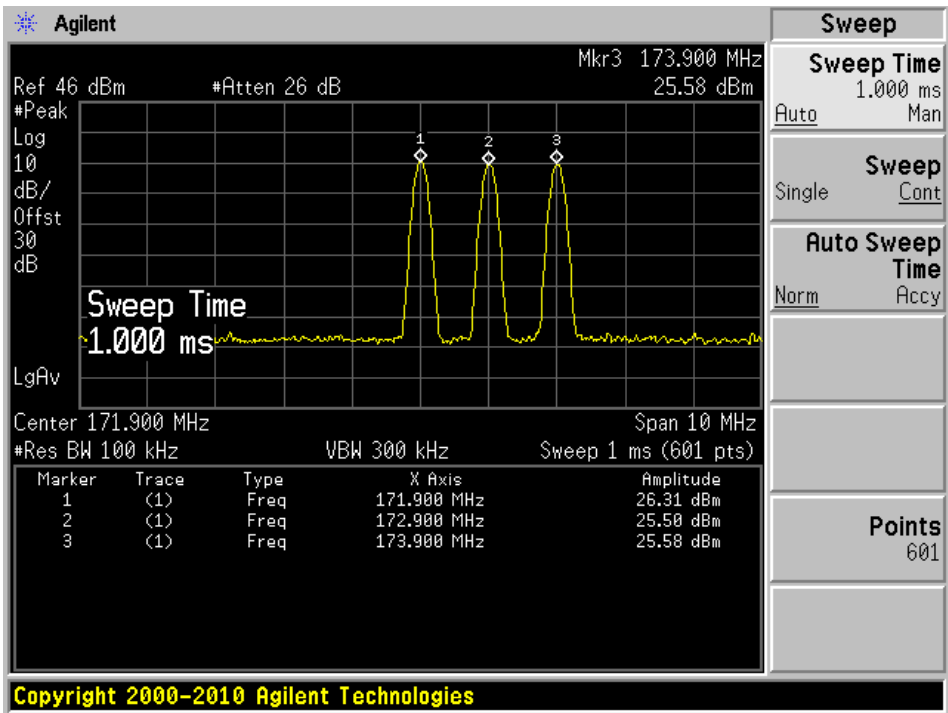 Agilent
Sweep
Mkr3 173.900 MHz
Ref 46 dBm #Atten 26 dB 25.58 dBm
#Peak
Log
10
dB/
Offst
30
dB
LgAv
1 2 3
Sweep Time
1.000 ms
Center 171.900 MHz Span 10 MHz
#Res BW 100 kHz VBW 300 kHz Sweep 1 ms (601 pts)
Marker Trace Type X Axis Amplitude
1 (1) Freq 171.900 MHz 26.31 dBm
2 (1) Freq 172.900 MHz 25.50 dBm
3 (1) Freq 173.900 MHz 25.58 dBm
Sweep Time
1.000 ms
Auto Man
Sweep
Single Cont
Auto Sweep
Time
Norm Accy
Points
601
Copyright 2000-2010 Agilent Technologies